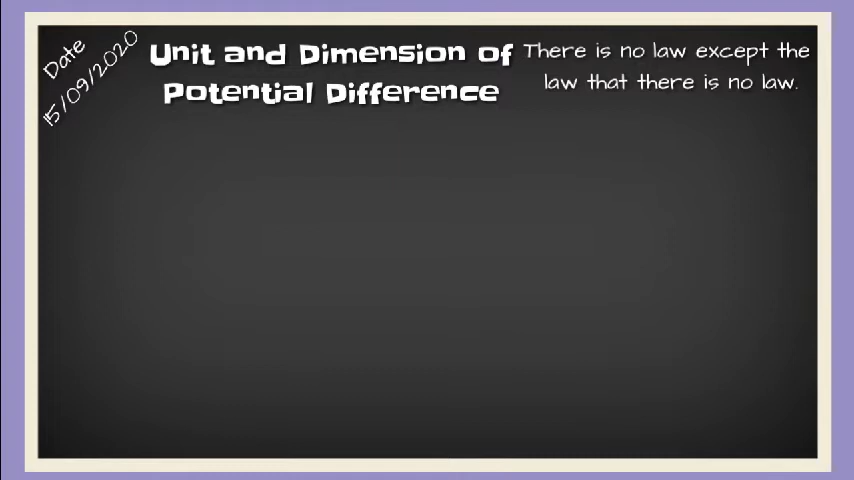 Date
15/09/2020
Unit and Dimension of
Potential Difference
There is no law except the
law that there is no law.